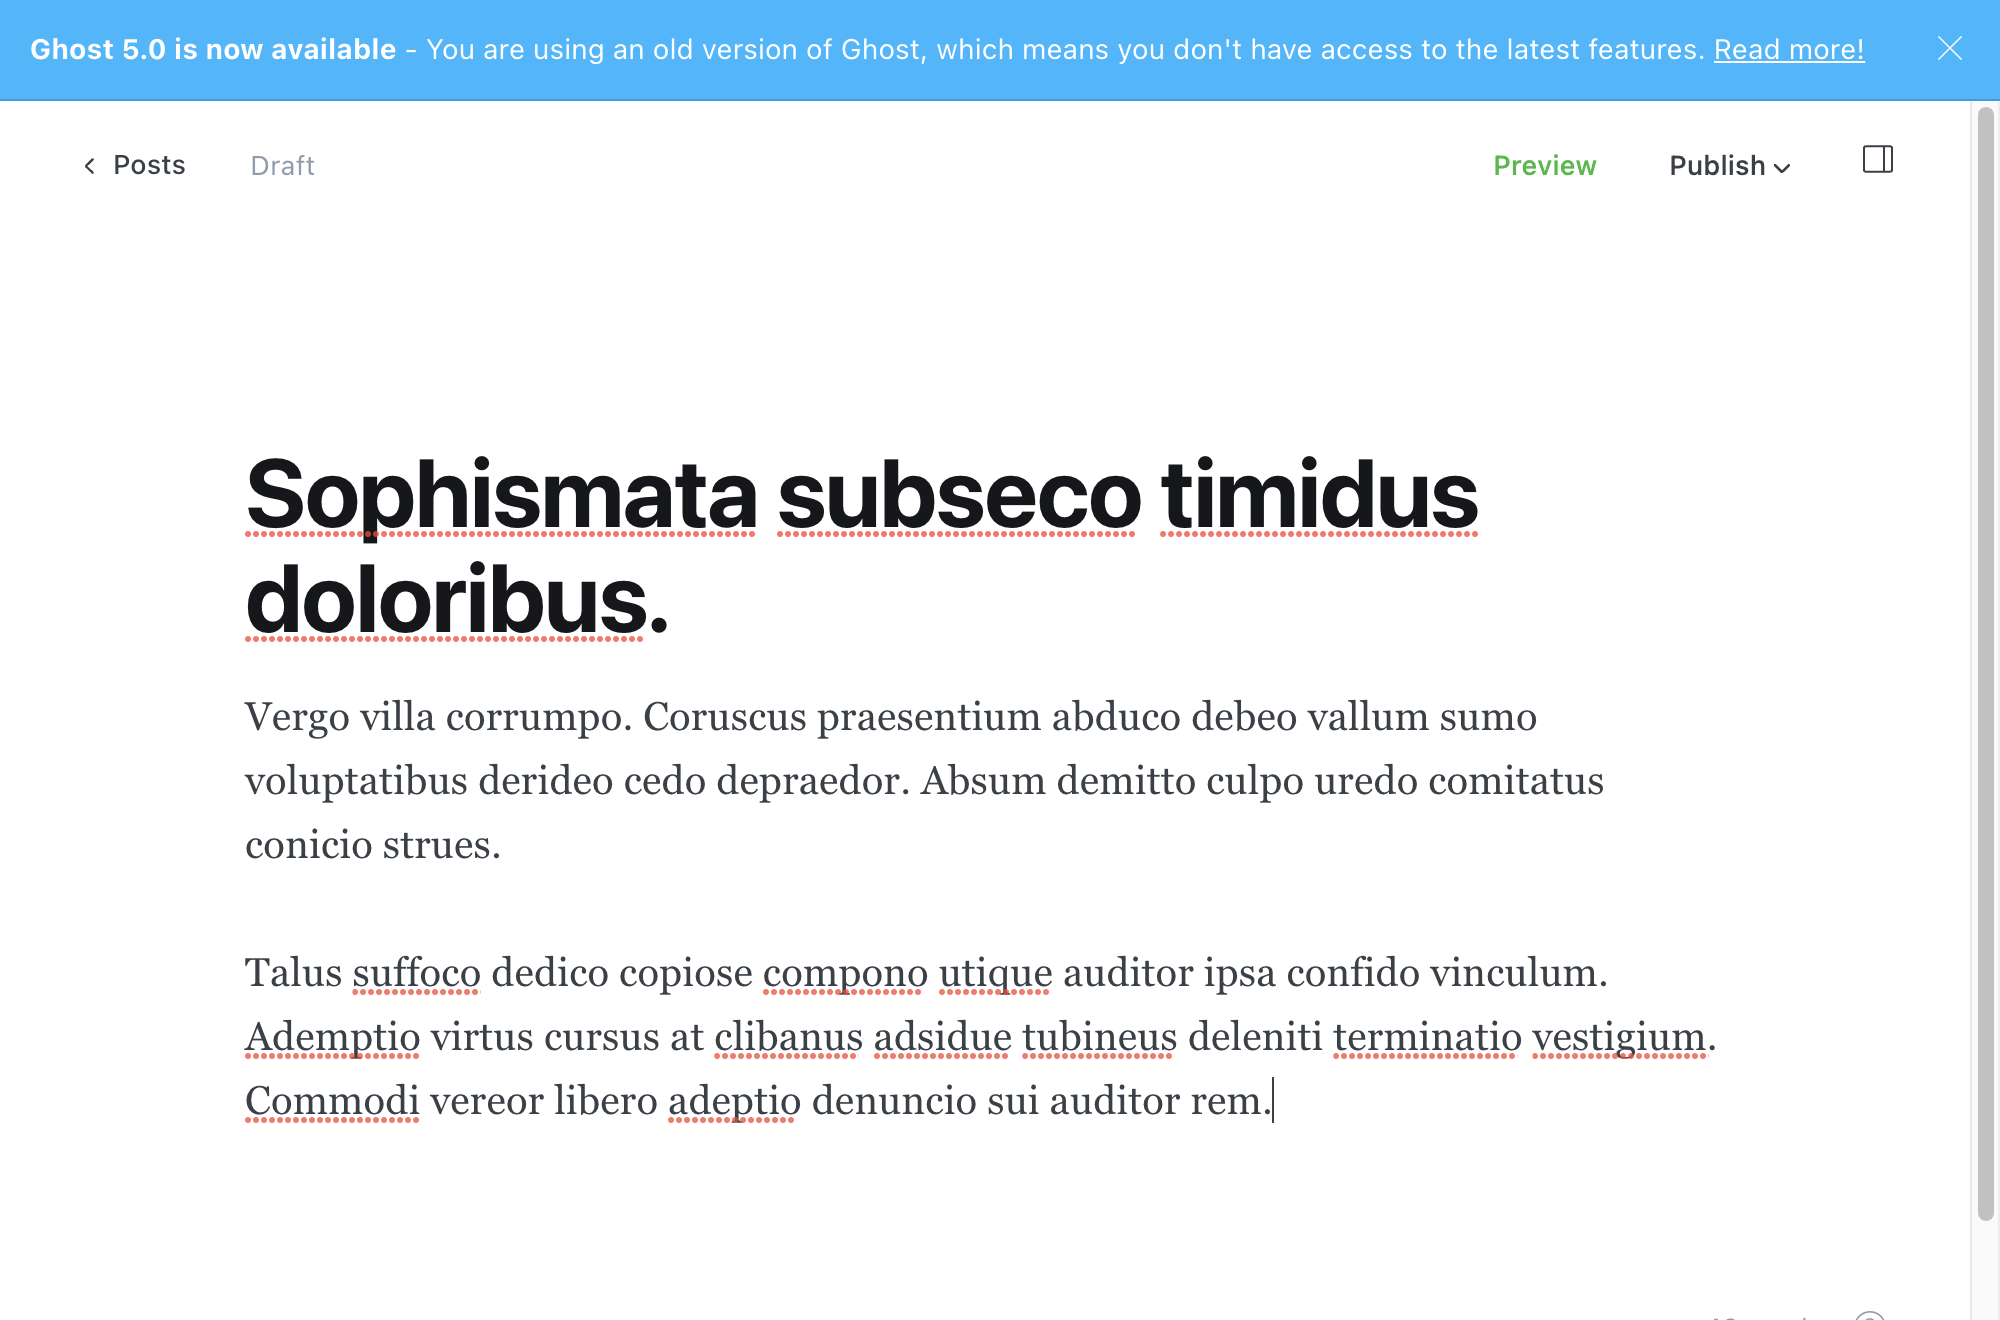 Ghost 5.0 is now available - You are using an old version of Ghost, which means you don't have access to the latest features. Read more!
Posts Draft Preview Publish
Sophismata subseco timidus
doloribus.
Vergo villa corrumpo. Coruscus praesentium abduco debeo vallum sumo
voluptatibus derideo cedo depraedor. Absum demitto culpo uredo comitatus
conicio strues.
Talus suffoco dedico copiose compono utique auditor ipsa confido vinculum.
Ademptio virtus cursus at clibanus adsidue tubineus deleniti terminatio vestigium.
Commodi vereor libero adeptio denuncio sui auditor rem.